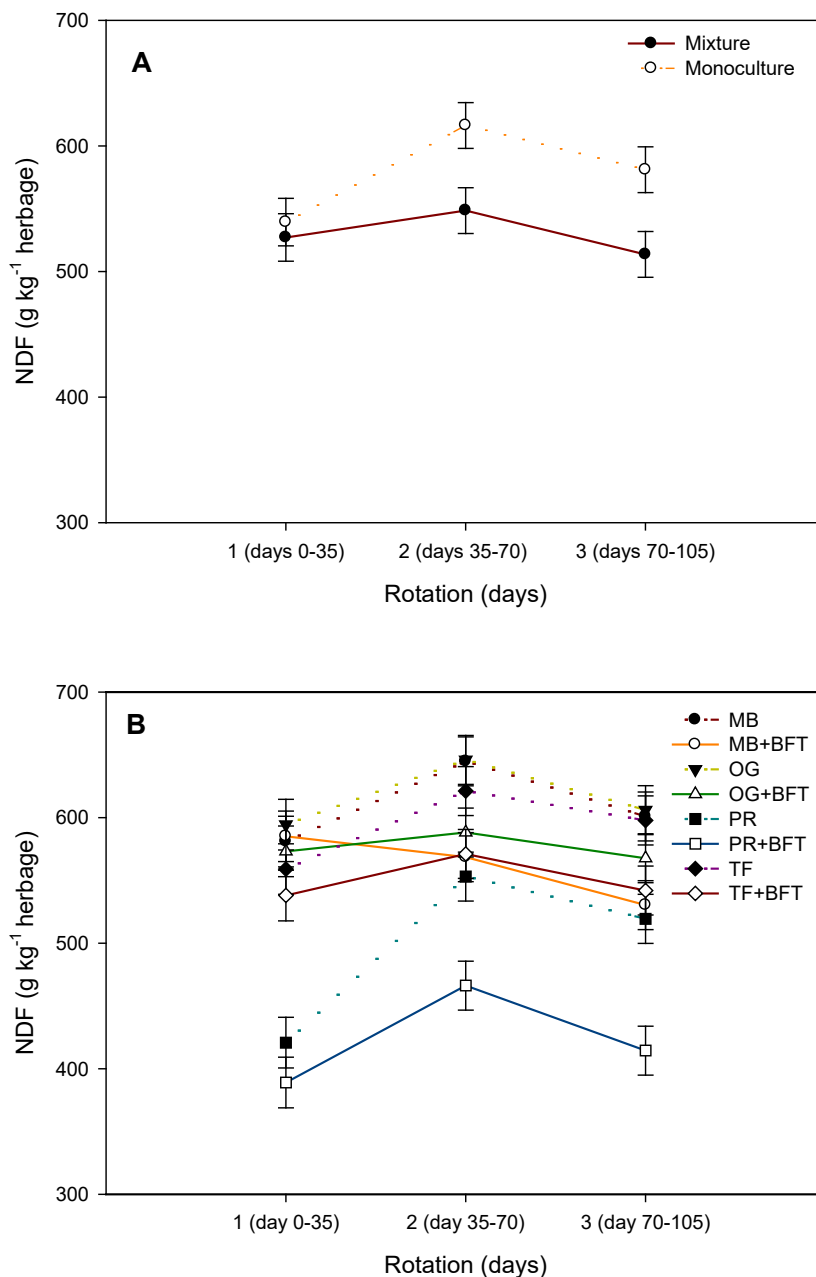 700
A
Mixture
Monoculture
600
500
400
300
NDF (g kg⁻¹ herbage)
1 (days 0-35) 2 (days 35-70) 3 (days 70-105)
Rotation (days)
700
B
MB
MB+BFT
OG
OG+BFT
PR
PR+BFT
TF
TF+BFT
600
500
400
300
NDF (g kg⁻¹ herbage)
1 (day 0-35) 2 (day 35-70) 3 (day 70-105)
Rotation (days)